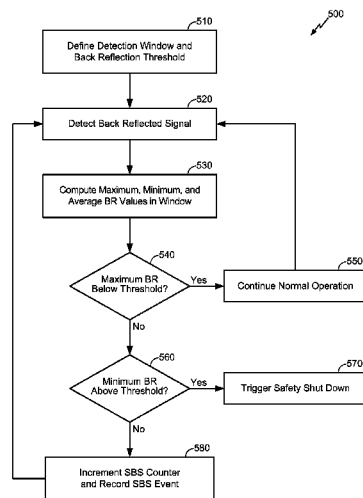 510
500
Define Detection Window and
Back Reflection Threshold
520
Detect Back Reflected Signal
530
Compute Maximum, Minimum, and
Average BR Values in Window
540
550
Maximum BR
Below Threshold?
Yes
Continue Normal Operation
No
560
570
Minimum BR
Above Threshold?
Yes
Trigger Safety Shut Down
No
580
Increment SBS Counter
and Record SBS Event